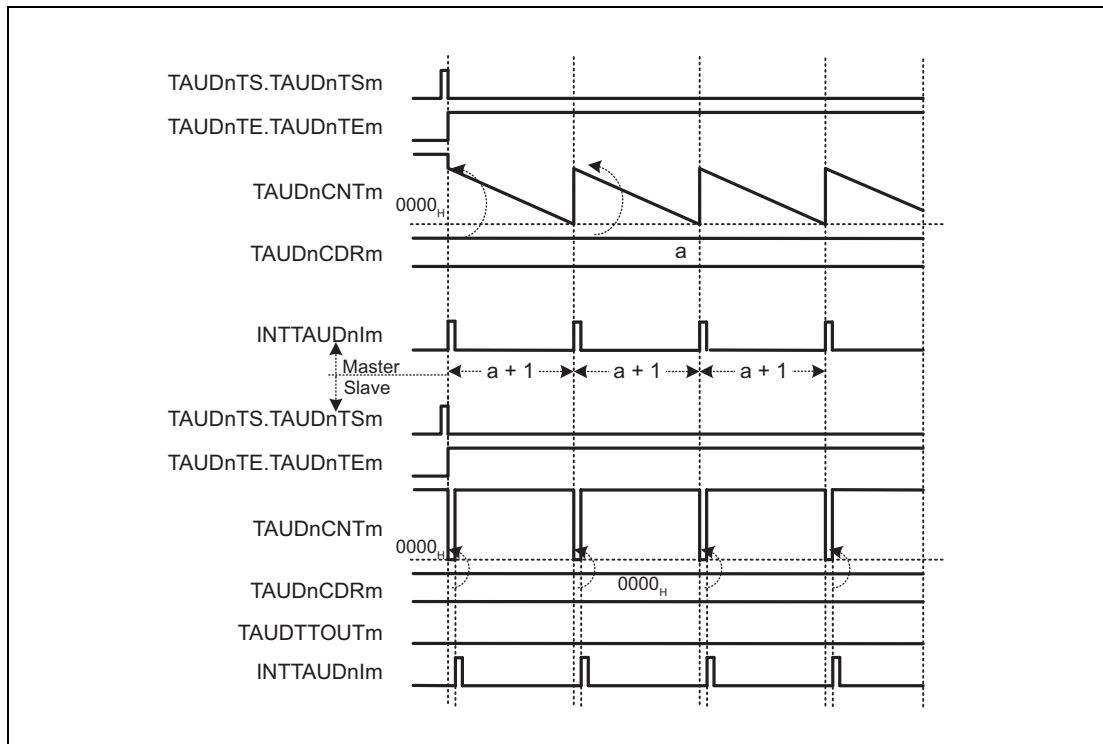 TAUDnTS.TAUDnTSm
TAUDnTE.TAUDnTEm
TAUDnCNTm
0000H
TAUDnCDRm
a
INTTAUDnIm
Master
a + 1
a + 1
a + 1
Slave
TAUDnTS.TAUDnTSm
TAUDnTE.TAUDnTEm
TAUDnCNTm
0000H
TAUDnCDRm
0000H
TAUDTTOUTm
INTTAUDnIm